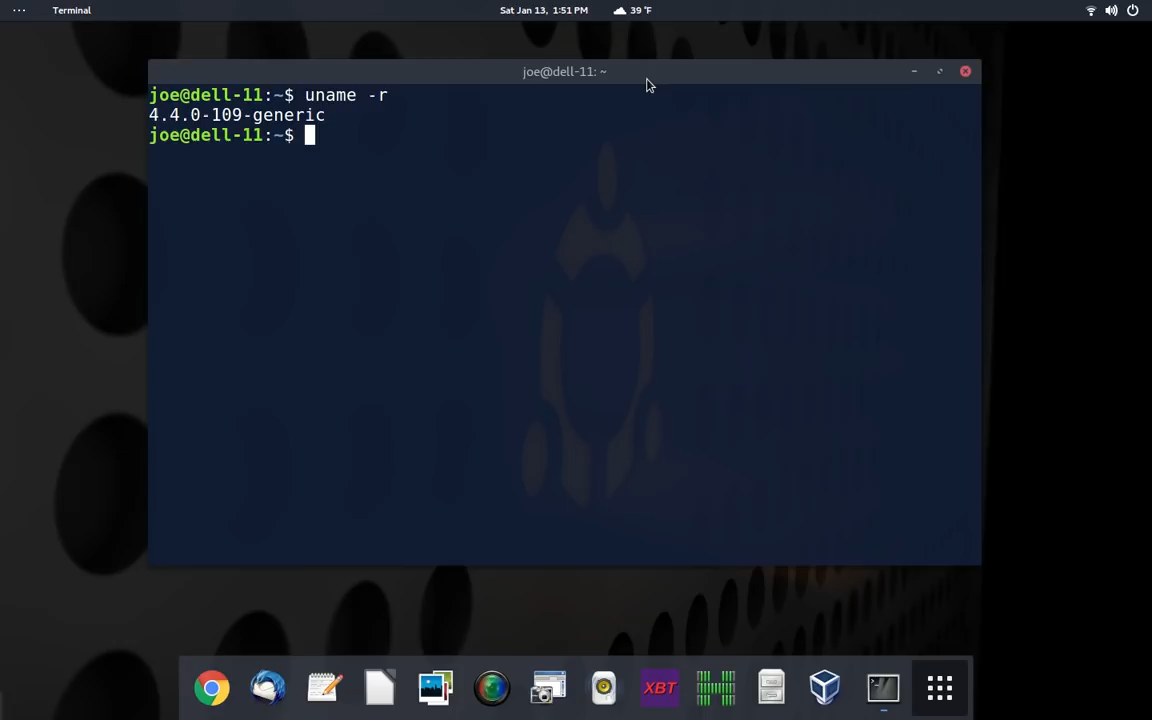 ... Terminal Sat Jan 13, 1:51 PM 39 °F
joe@dell-11: ~
joe@dell-11:~$ uname -r
4.4.0-109-generic
joe@dell-11:~$
XBT